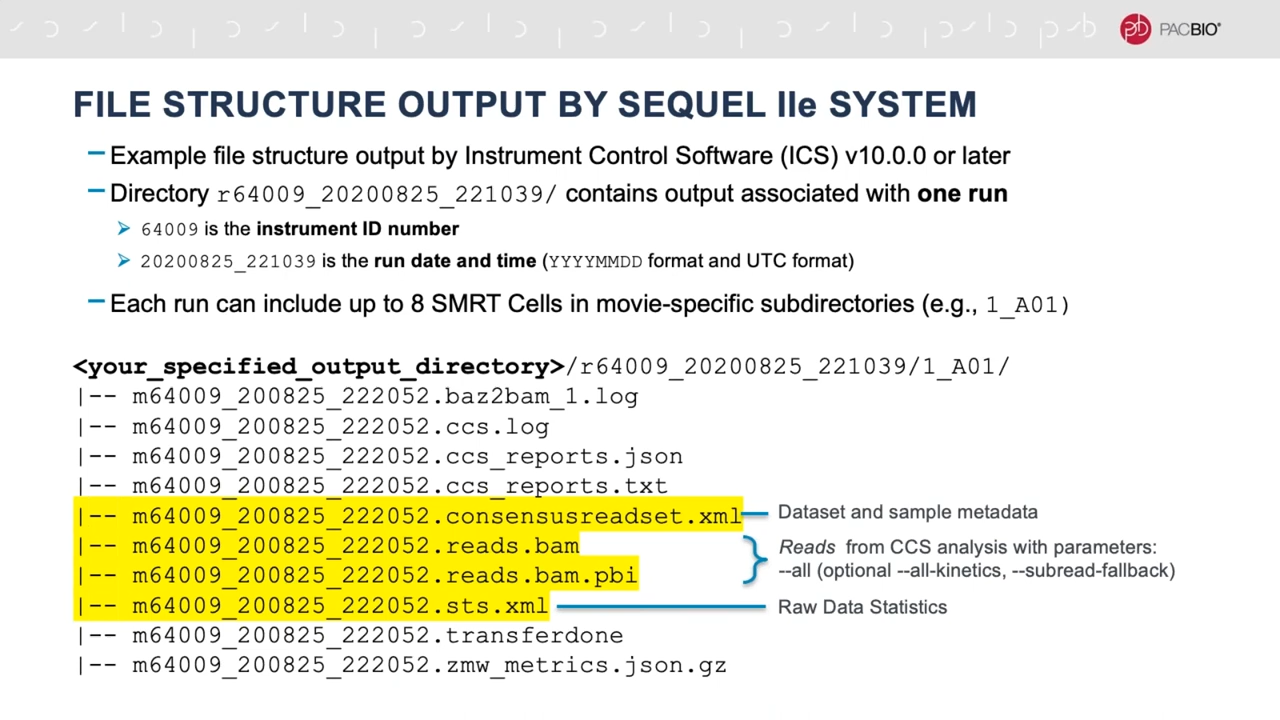 PACBIO®
FILE STRUCTURE OUTPUT BY SEQUEL IIe SYSTEM
– Example file structure output by Instrument Control Software (ICS) v10.0.0 or later
– Directory r64009_20200825_221039/ contains output associated with one run
➢ 64009 is the instrument ID number
➢ 20200825_221039 is the run date and time (YYYYMMDD format and UTC format)
– Each run can include up to 8 SMRT Cells in movie-specific subdirectories (e.g., 1_A01)
<your_specified_output_directory>/r64009_20200825_221039/1_A01/
|-- m64009_200825_222052.baz2bam_1.log
|-- m64009_200825_222052.ccs.log
|-- m64009_200825_222052.ccs_reports.json
|-- m64009_200825_222052.ccs_reports.txt
|-- m64009_200825_222052.consensusreadset.xml
Dataset and sample metadata
|-- m64009_200825_222052.reads.bam
|-- m64009_200825_222052.reads.bam.pbi
Reads from CCS analysis with parameters:
--all (optional --all-kinetics, --subread-fallback)
|-- m64009_200825_222052.sts.xml
Raw Data Statistics
|-- m64009_200825_222052.transferdone
|-- m64009_200825_222052.zmw_metrics.json.gz